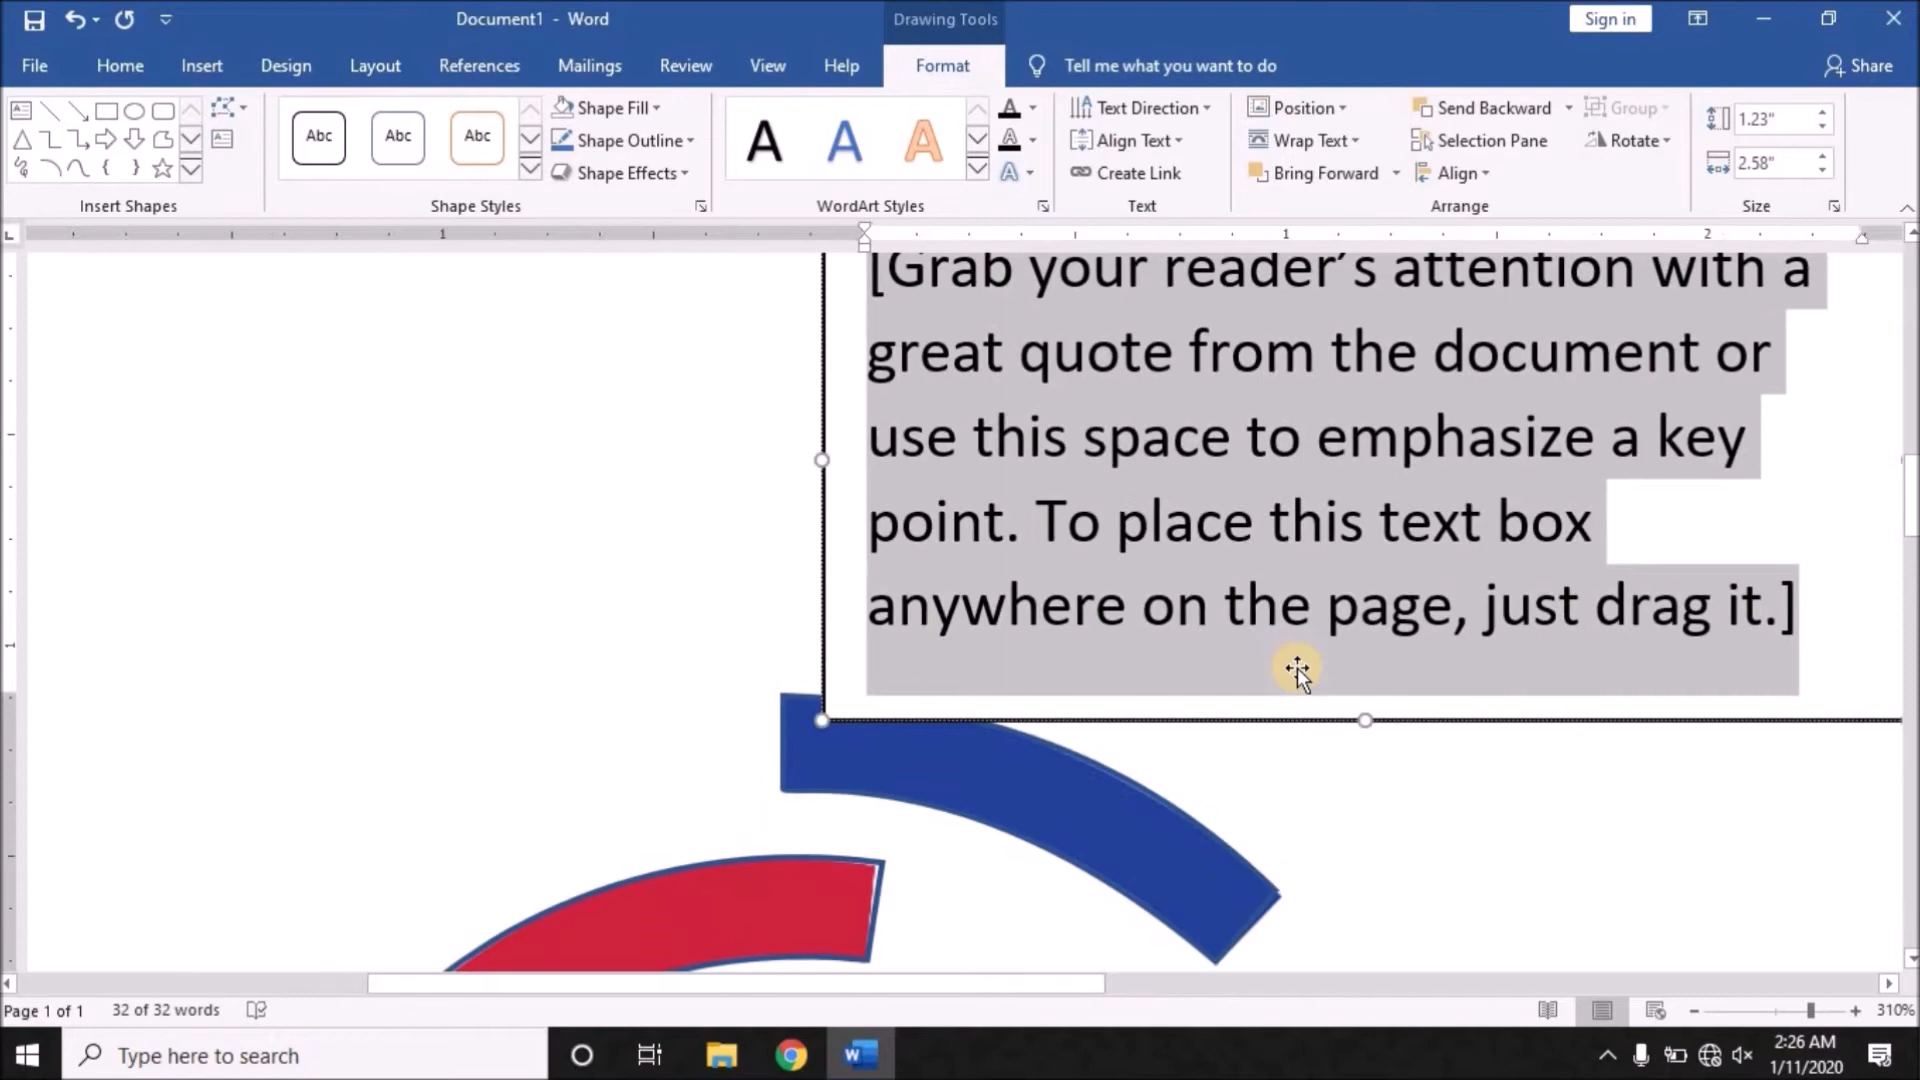 Document1 - Word
Drawing Tools
Sign in
File
Home
Insert
Design
Layout
References
Mailings
Review
View
Help
Format
Tell me what you want to do
Share
Abc
Abc
Abc
Shape Fill
Shape Outline
Shape Effects
A
A
A
A
A
A
Text Direction
Align Text
Create Link
Position
Wrap Text
Bring Forward
Send Backward
Selection Pane
Align
Group
Rotate
1.23"
2.58"
Insert Shapes
Shape Styles
WordArt Styles
Text
Arrange
Size
1
1
2
[Grab your reader’s attention with a
great quote from the document or
use this space to emphasize a key
point. To place this text box
anywhere on the page, just drag it.]
1
Page 1 of 1
32 of 32 words
310%
Type here to search
W
2:26 AM
1/11/2020